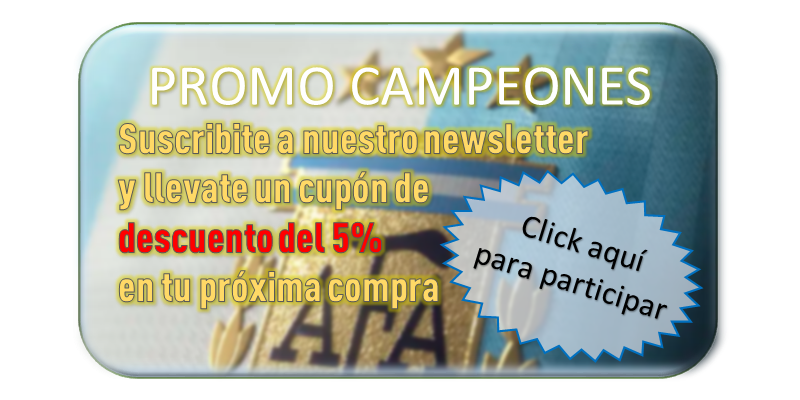 PROMO CAMPEONES
Suscribite a nuestro newsletter
y llevate un cupón de
descuento del 5%
en tu próxima compra
Click aquí
para participar
AFA